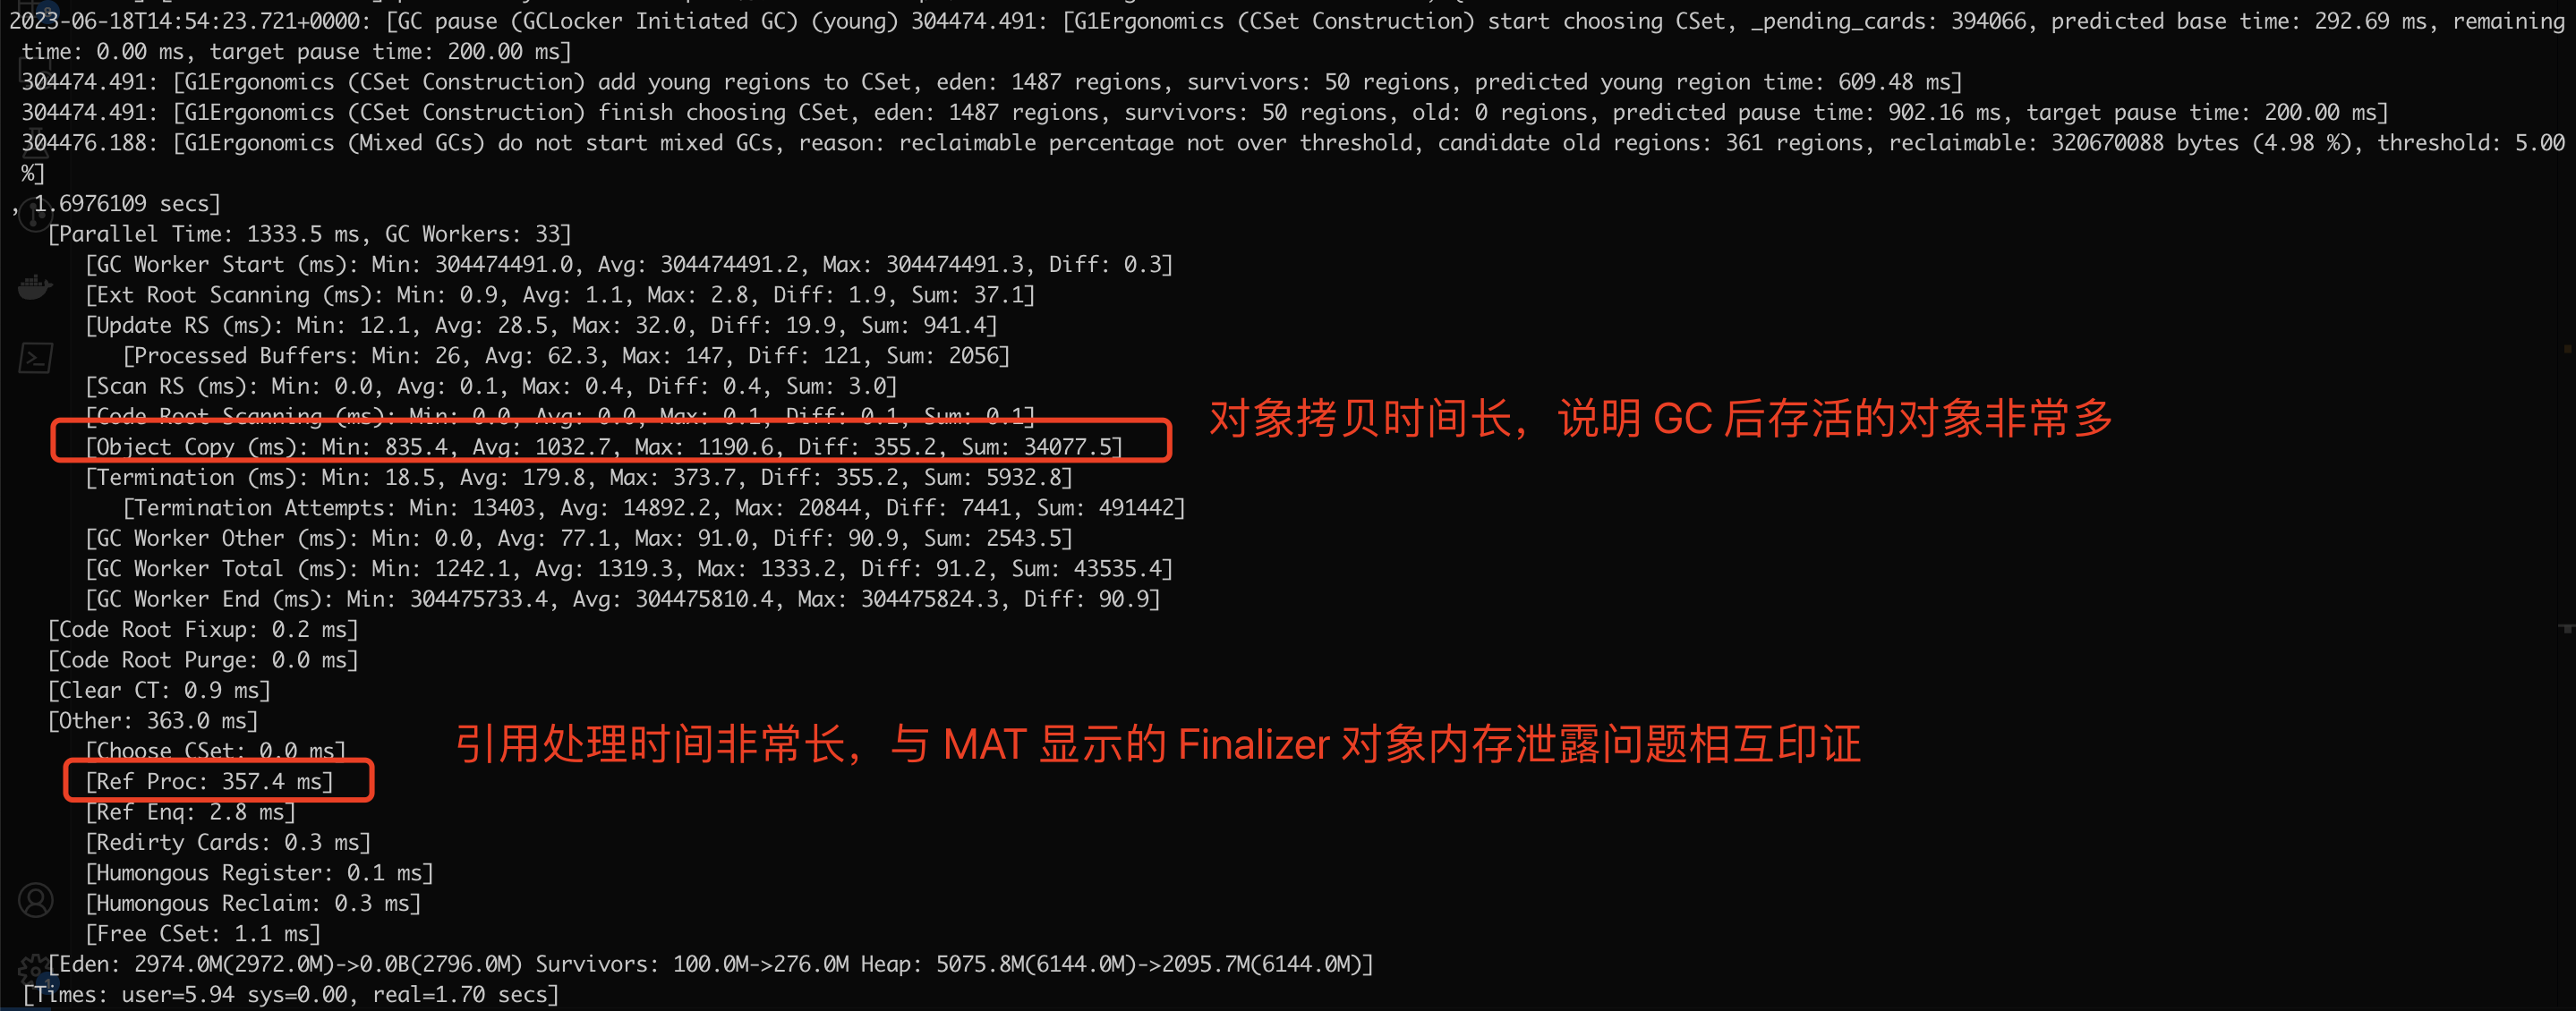 2023-06-18T14:54:23.721+0000: [GC pause (GCLocker Initiated GC) (young) 304474.491: [G1Ergonomics (CSet Construction) start choosing CSet, _pending_cards: 394066, predicted base time: 292.69 ms, remaining
time: 0.00 ms, target pause time: 200.00 ms]
304474.491: [G1Ergonomics (CSet Construction) add young regions to CSet, eden: 1487 regions, survivors: 50 regions, predicted young region time: 609.48 ms]
304474.491: [G1Ergonomics (CSet Construction) finish choosing CSet, eden: 1487 regions, survivors: 50 regions, old: 0 regions, predicted pause time: 902.16 ms, target pause time: 200.00 ms]
304476.188: [G1Ergonomics (Mixed GCs) do not start mixed GCs, reason: reclaimable percentage not over threshold, candidate old regions: 361 regions, reclaimable: 320670088 bytes (4.98 %), threshold: 5.00
%]
, 1.6976109 secs]
[Parallel Time: 1333.5 ms, GC Workers: 33]
[GC Worker Start (ms): Min: 304474491.0, Avg: 304474491.2, Max: 304474491.3, Diff: 0.3]
[Ext Root Scanning (ms): Min: 0.9, Avg: 1.1, Max: 2.8, Diff: 1.9, Sum: 37.1]
[Update RS (ms): Min: 12.1, Avg: 28.5, Max: 32.0, Diff: 19.9, Sum: 941.4]
[Processed Buffers: Min: 26, Avg: 62.3, Max: 147, Diff: 121, Sum: 2056]
[Scan RS (ms): Min: 0.0, Avg: 0.1, Max: 0.4, Diff: 0.4, Sum: 3.0]
[Code Root Scanning (ms): Min: 0.0, Avg: 0.0, Max: 0.1, Diff: 0.1, Sum: 0.1]
对象拷贝时间长，说明 GC 后存活的对象非常多
[Object Copy (ms): Min: 835.4, Avg: 1032.7, Max: 1190.6, Diff: 355.2, Sum: 34077.5]
[Termination (ms): Min: 18.5, Avg: 179.8, Max: 373.7, Diff: 355.2, Sum: 5932.8]
[Termination Attempts: Min: 13403, Avg: 14892.2, Max: 20844, Diff: 7441, Sum: 491442]
[GC Worker Other (ms): Min: 0.0, Avg: 77.1, Max: 91.0, Diff: 90.9, Sum: 2543.5]
[GC Worker Total (ms): Min: 1242.1, Avg: 1319.3, Max: 1333.2, Diff: 91.2, Sum: 43535.4]
[GC Worker End (ms): Min: 304475733.4, Avg: 304475810.4, Max: 304475824.3, Diff: 90.9]
[Code Root Fixup: 0.2 ms]
[Code Root Purge: 0.0 ms]
[Clear CT: 0.9 ms]
[Other: 363.0 ms]
[Choose CSet: 0.0 ms]
引用处理时间非常长，与 MAT 显示的 Finalizer 对象内存泄露问题相互印证
[Ref Proc: 357.4 ms]
[Ref Enq: 2.8 ms]
[Redirty Cards: 0.3 ms]
[Humongous Register: 0.1 ms]
[Humongous Reclaim: 0.3 ms]
[Free CSet: 1.1 ms]
[Eden: 2974.0M(2972.0M)->0.0B(2796.0M) Survivors: 100.0M->276.0M Heap: 5075.8M(6144.0M)->2095.7M(6144.0M)]
[Times: user=5.94 sys=0.00, real=1.70 secs]